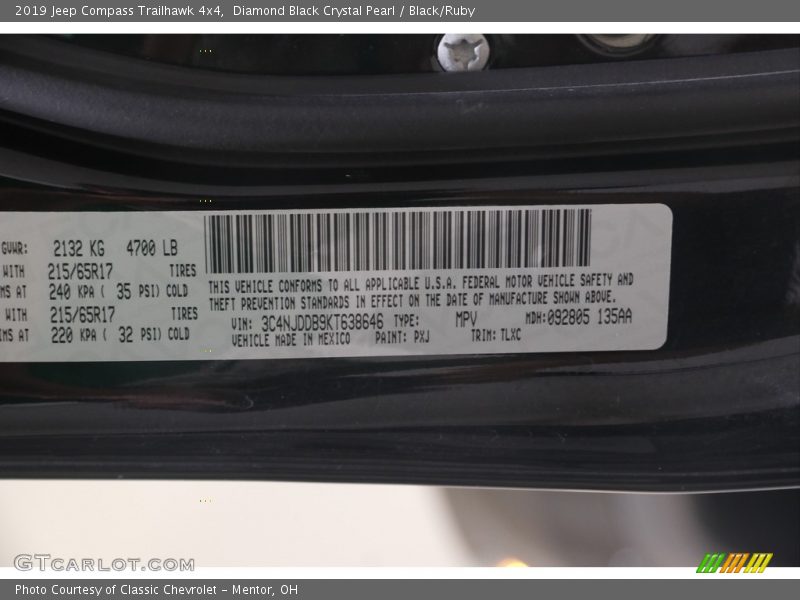 2019 Jeep Compass Trailhawk 4x4,  Diamond Black Crystal Pearl / Black/Ruby
GVWR: 2132 KG 4700 LB
WITH 215/65R17 TIRES
MS AT 240 KPA ( 35 PSI) COLD
WITH 215/65R17 TIRES
MS AT 220 KPA ( 32 PSI) COLD
THIS VEHICLE CONFORMS TO ALL APPLICABLE U.S.A. FEDERAL MOTOR VEHICLE SAFETY AND
THEFT PREVENTION STANDARDS IN EFFECT ON THE DATE OF MANUFACTURE SHOWN ABOVE.
VIN: 3C4NJDDB9KT638646 TYPE: MPV MDH:092805 135AA
VEHICLE MADE IN MEXICO PAINT: PXJ TRIM: TLXC
GTCARLOT.COM
Photo Courtesy of Classic Chevrolet – Mentor, OH